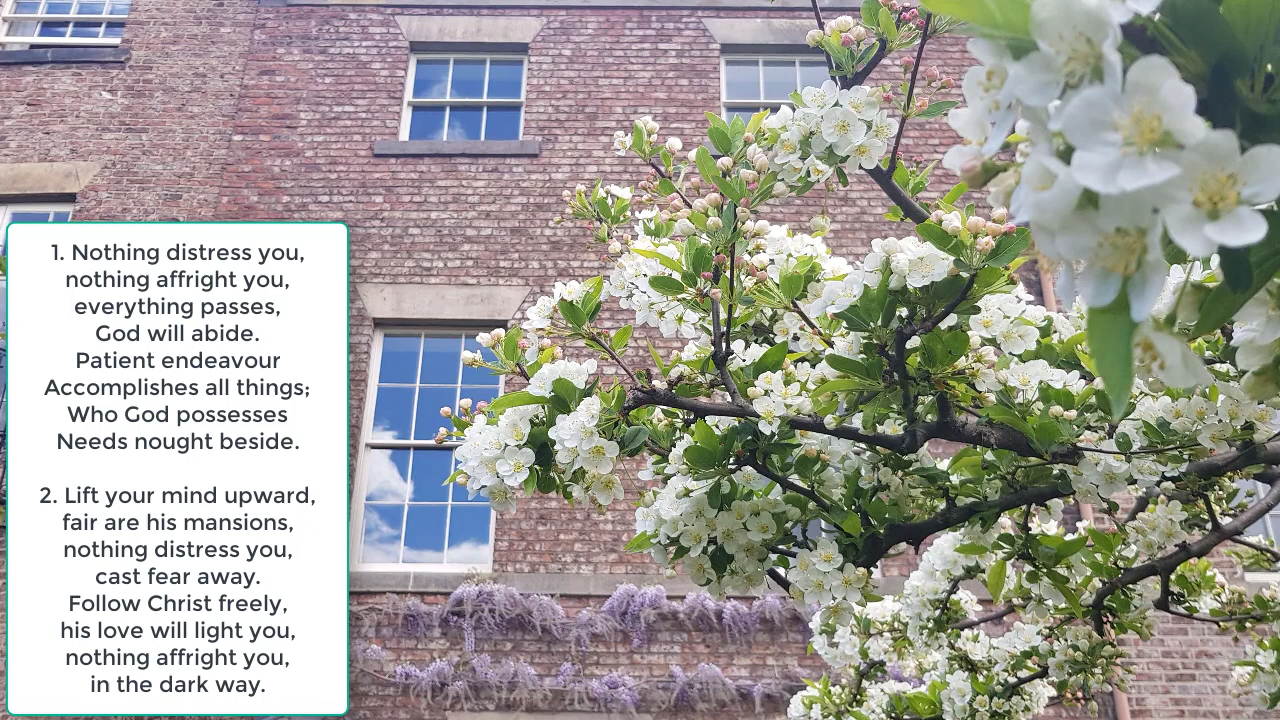 1. Nothing distress you,
nothing affright you,
everything passes,
God will abide.
Patient endeavour
Accomplishes all things;
Who God possesses
Needs nought beside.
2. Lift your mind upward,
fair are his mansions,
nothing distress you,
cast fear away.
Follow Christ freely,
his love will light you,
nothing affright you,
in the dark way.